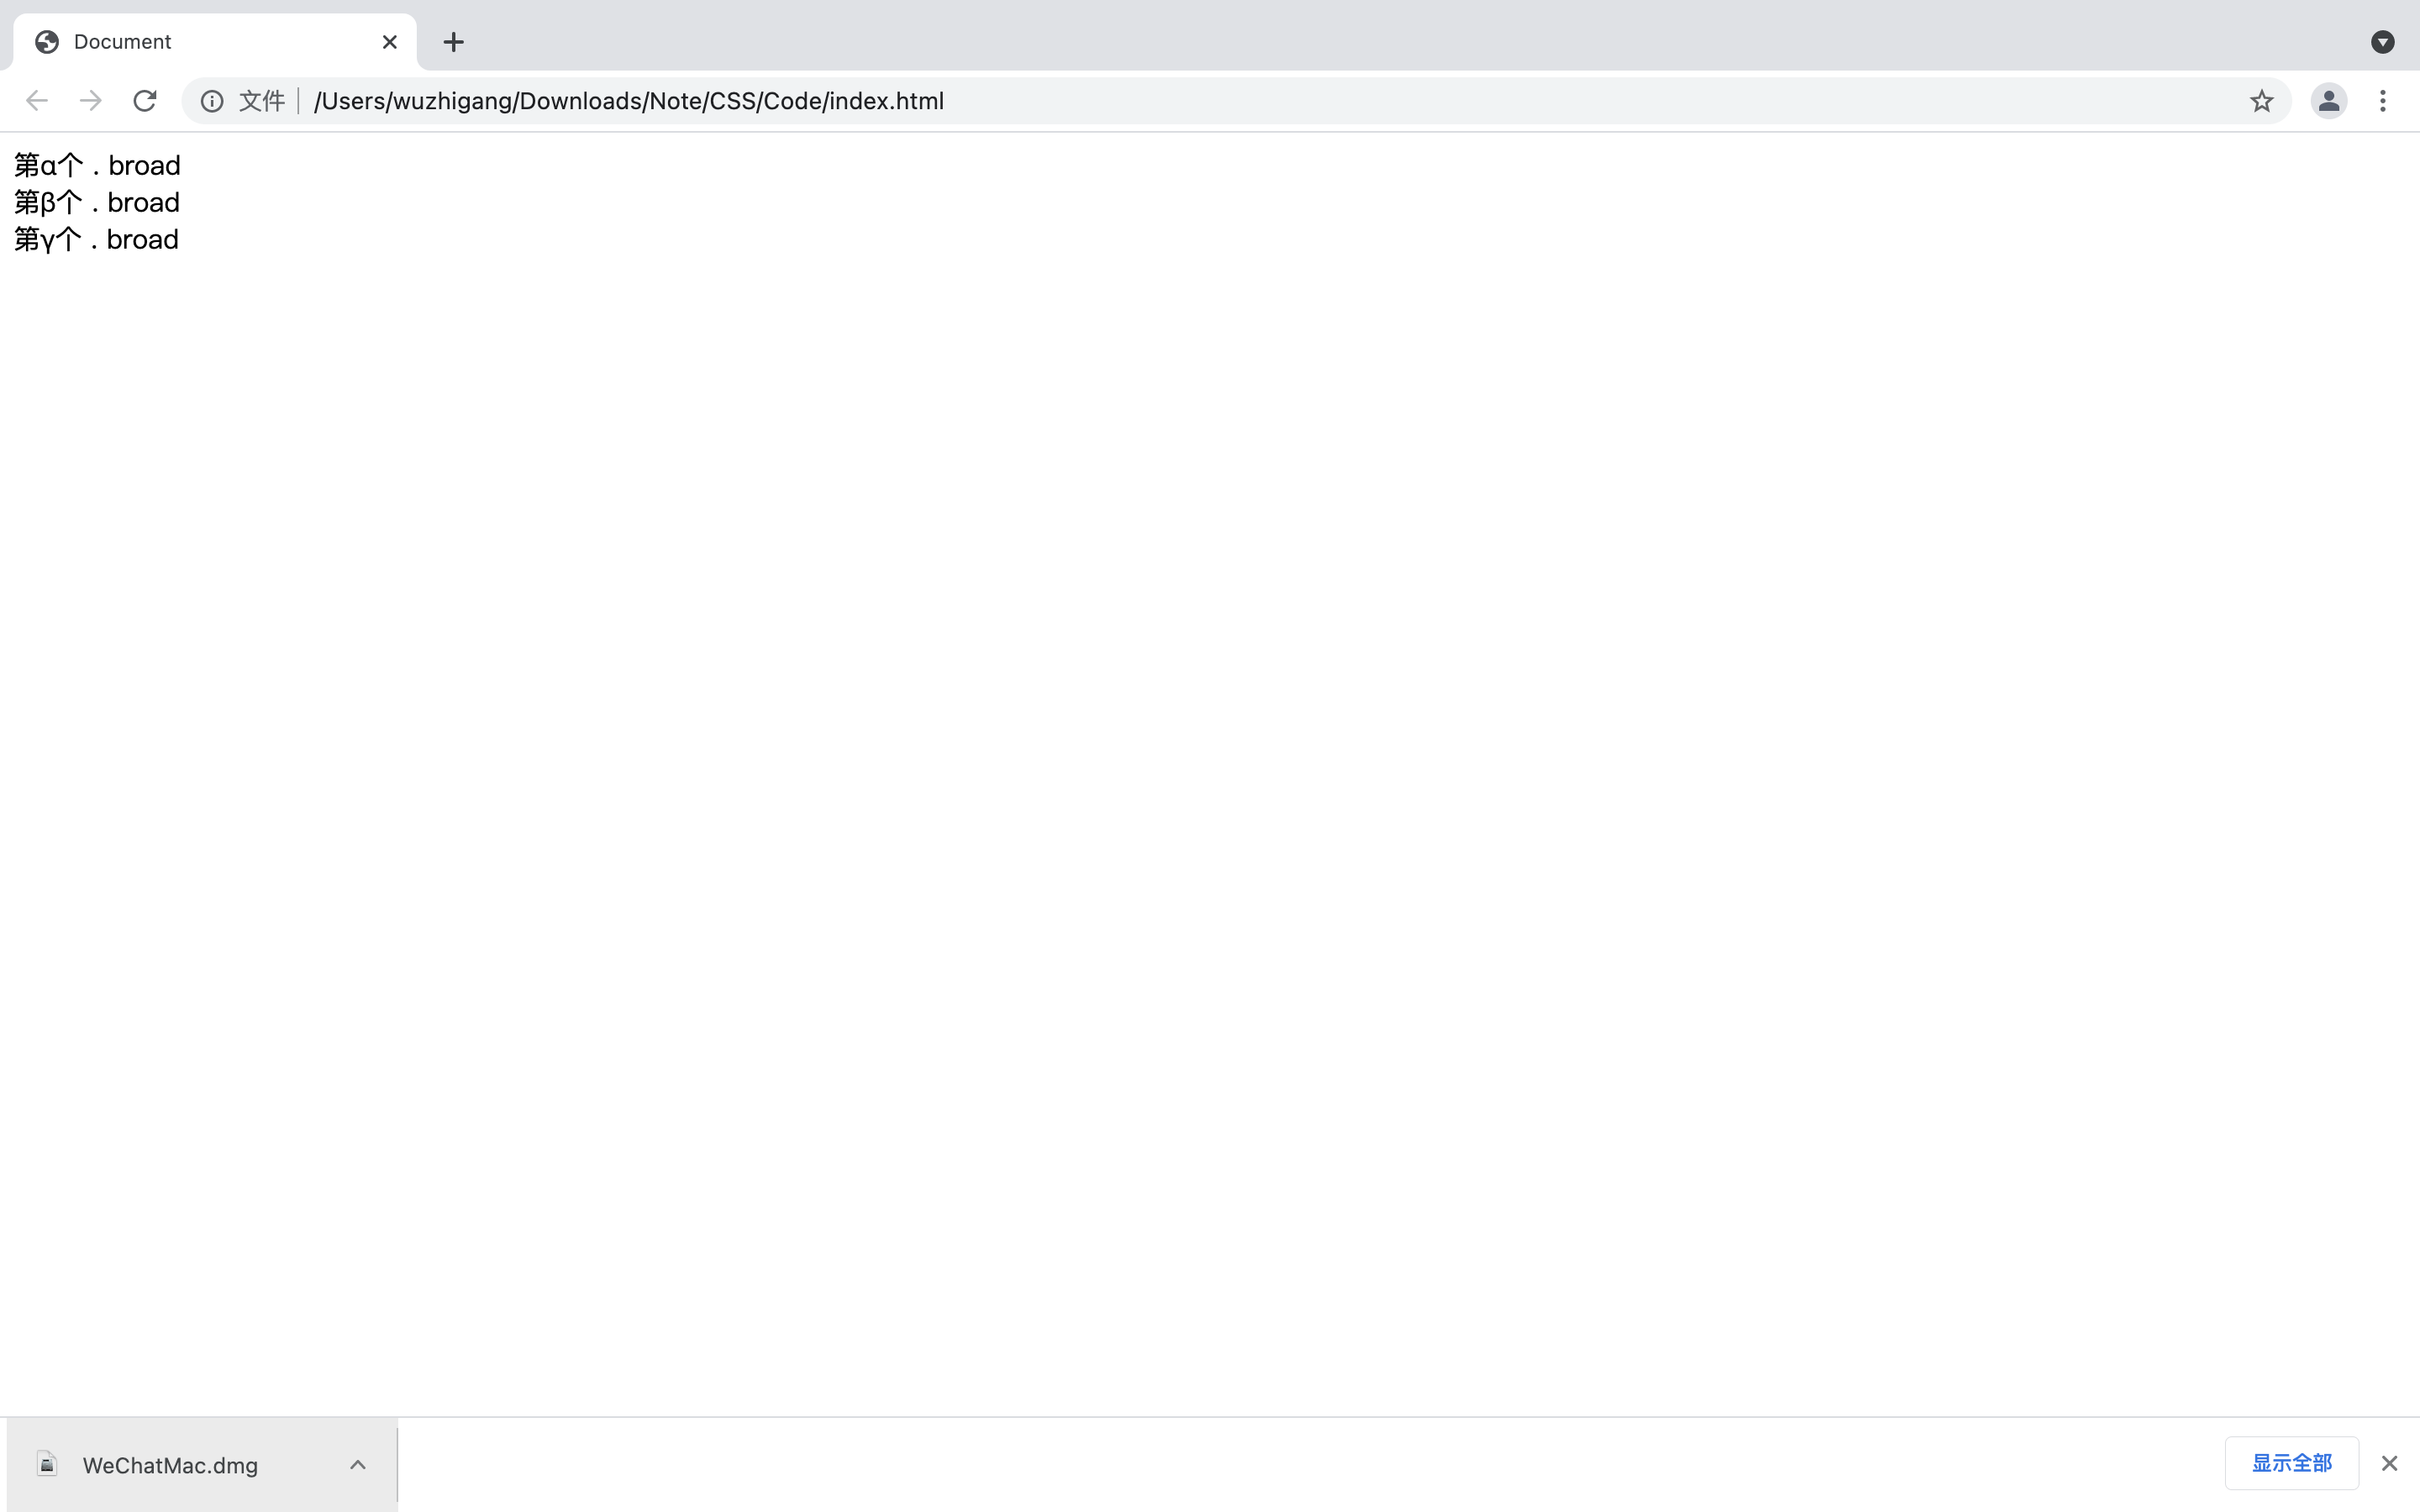 Document
文件 /Users/wuzhigang/Downloads/Note/CSS/Code/index.html
第α个 . broad
第β个 . broad
第γ个 . broad
WeChatMac.dmg
显示全部